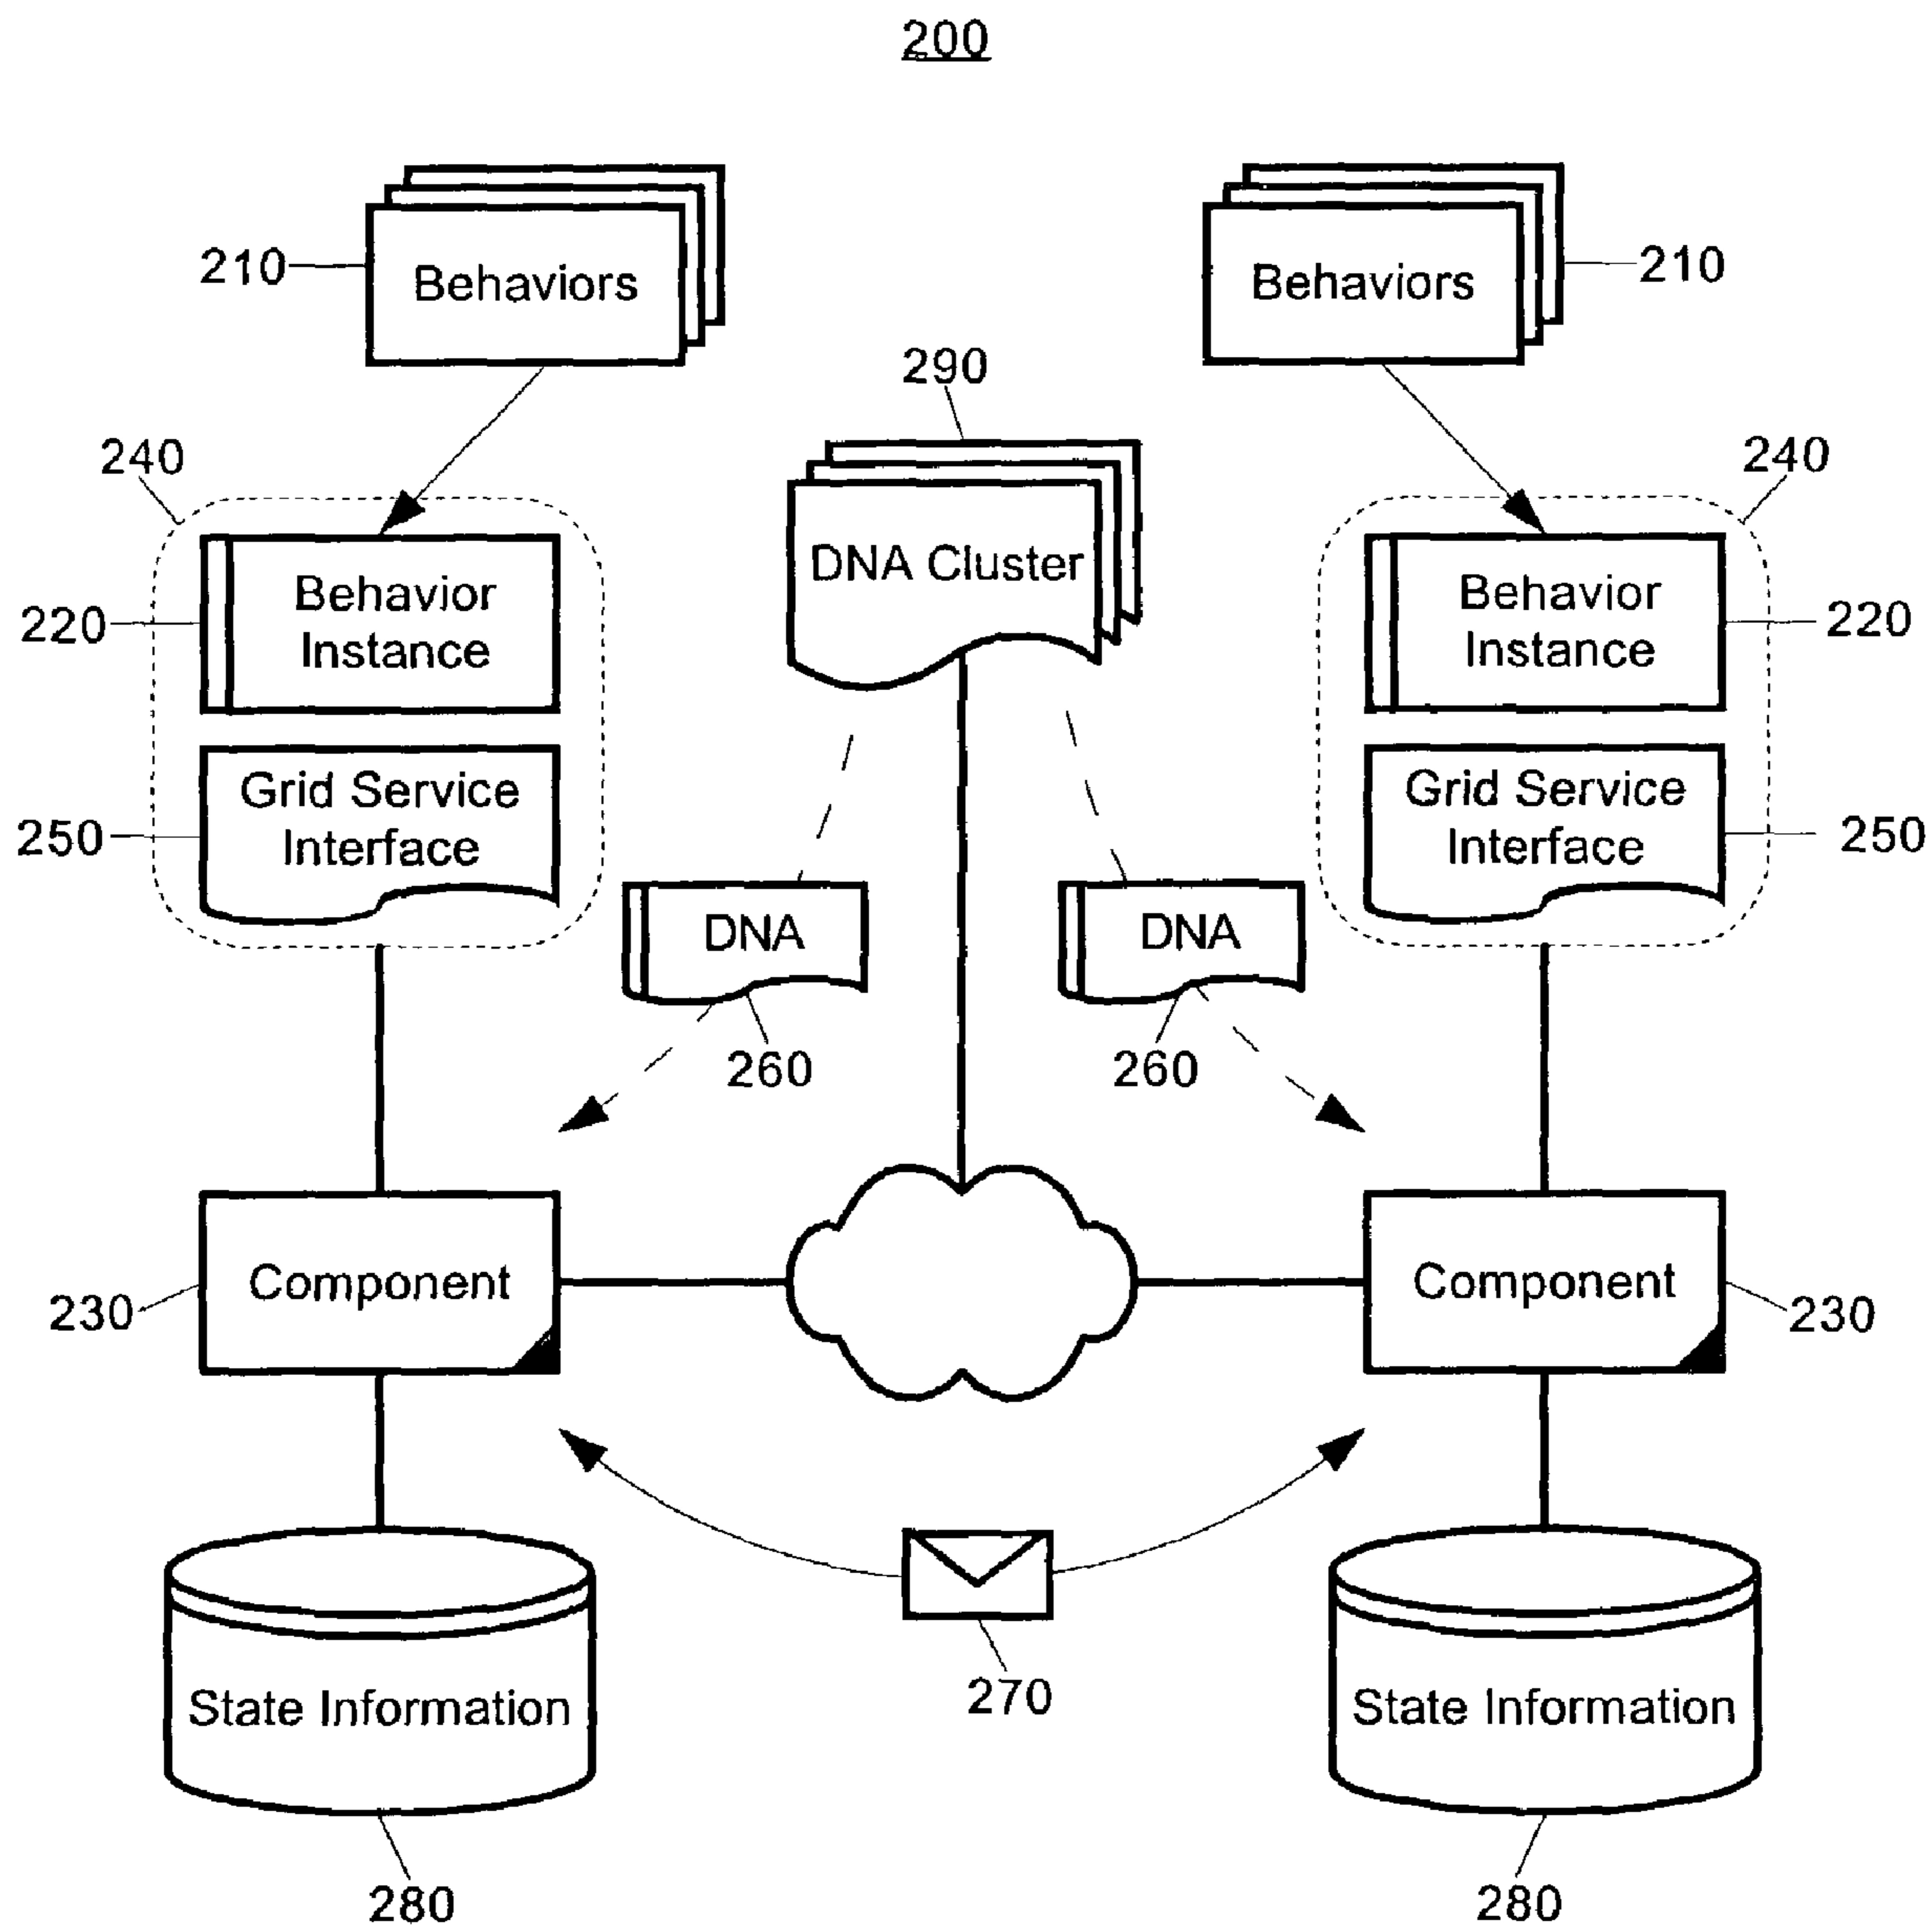 200
210
Behaviors
Behaviors
210
290
240
240
DNA Cluster
220
Behavior
Instance
Behavior
Instance
220
250
Grid Service
Interface
Grid Service
Interface
250
DNA
DNA
260
260
230
Component
Component
230
270
State Information
State Information
280
280